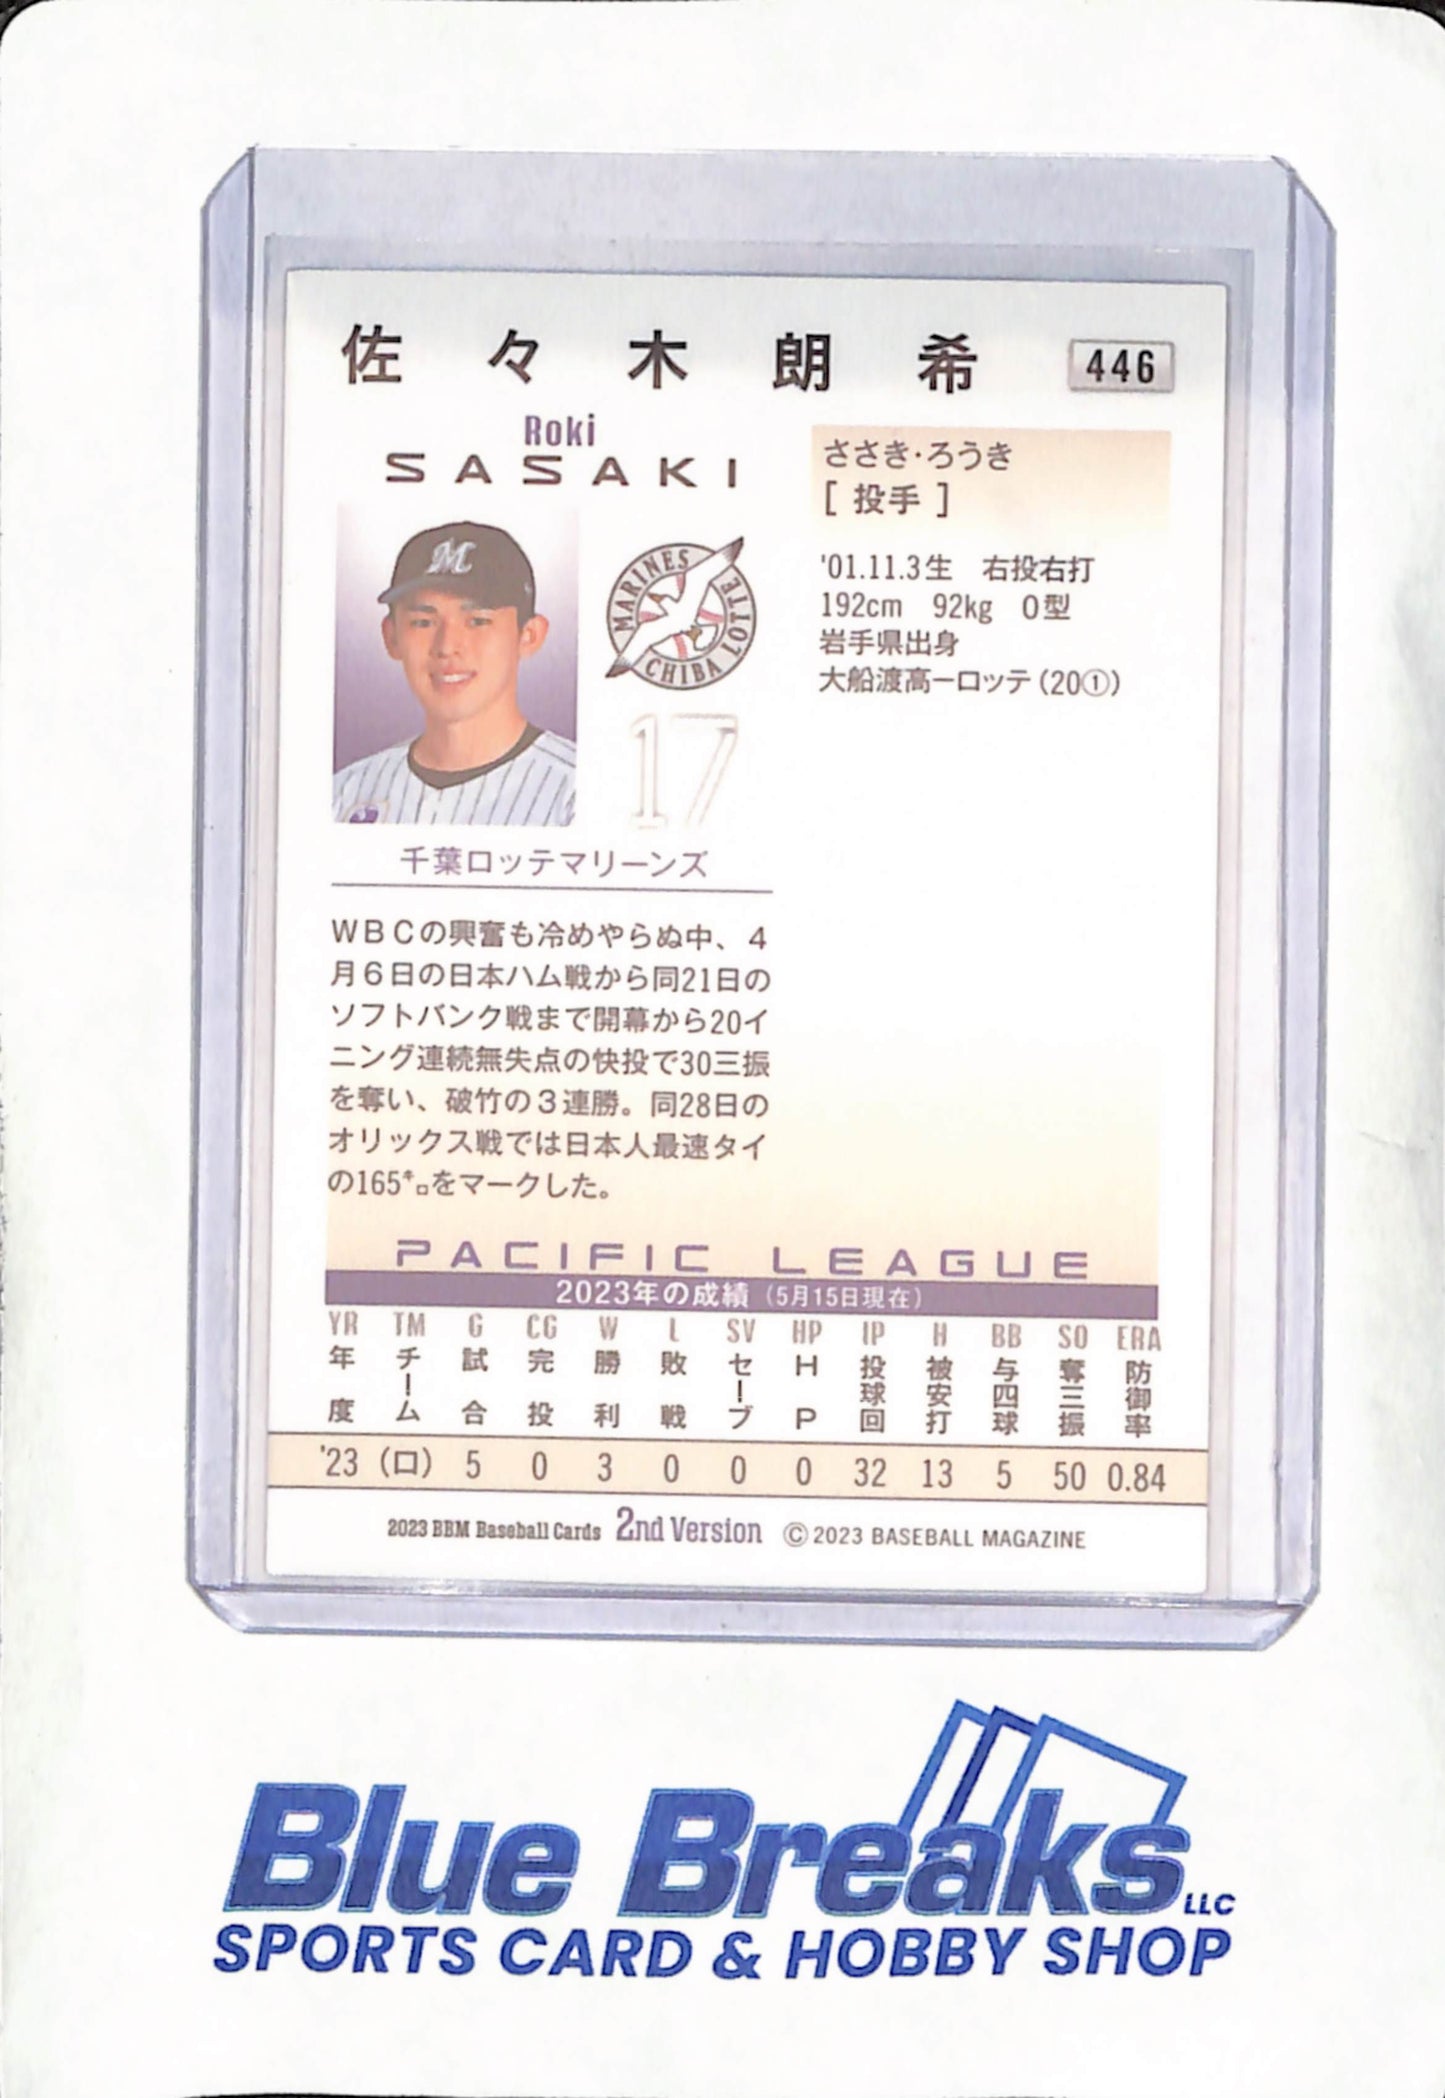 佐々木朗希 446
Roki
SASAKI
ささき・ろうき
[ 投手 ]
'01.11.3生 右投右打
192cm 92kg O型
岩手県出身
大船渡高ーロッテ(20①)
M
MARINES
CHIBA LOTTE
17
千葉ロッテマリーンズ
WBCの興奮も冷めやらぬ中、4
月6日の日本ハム戦から同21日の
ソフトバンク戦まで開幕から20イ
ニング連続無失点の快投で30三振
を奪い、破竹の3連勝。同28日の
オリックス戦では日本人最速タイ
の165㌔をマークした。
PACIFIC LEAGUE
2023年の成績(5月15日現在)
YR TM G CG W L SV HP IP H BB SO ERA
年度 チーム 試合 完投 勝利 敗戦 セーブ HP 投球回 被安打 与四球 奪三振 防御率
'23 (ロ) 5 0 3 0 0 0 32 13 5 50 0.84
2023 BBM Baseball Cards 2nd Version ©2023 BASEBALL MAGAZINE
Blue Breaks LLC
SPORTS CARD & HOBBY SHOP